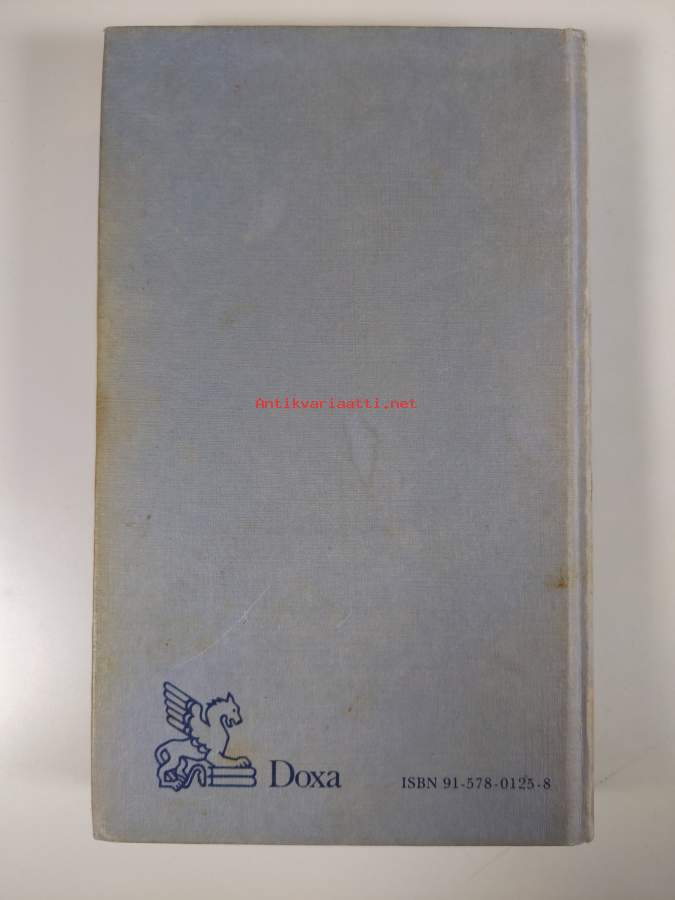 Antikvariaatti.net
Doxa
ISBN 91-578-0125-8